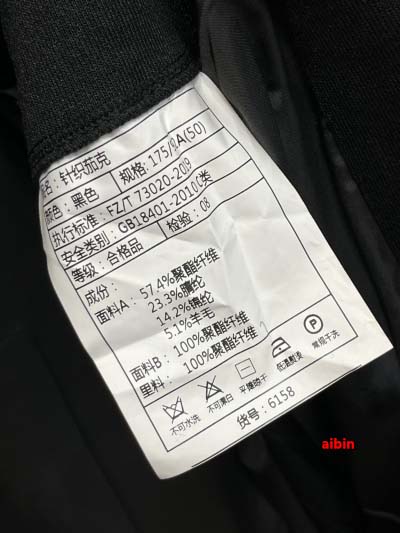 名：针织茄克 规格：175/92A(50)
颜色：黑色
执行标准：FZ/T 73020-2019
安全类别：GB18401-2010C类
等级：合格品 检验：08
成份：
面料A：57.4%聚酯纤维
23.3%腈纶
14.2%锦纶
5.1%羊毛
面料B：100%聚酯纤维
里料：100%聚酯纤维
不可水洗 不可漂白 平摊晾干 低温熨烫 常规干洗
货号：6158
aibin